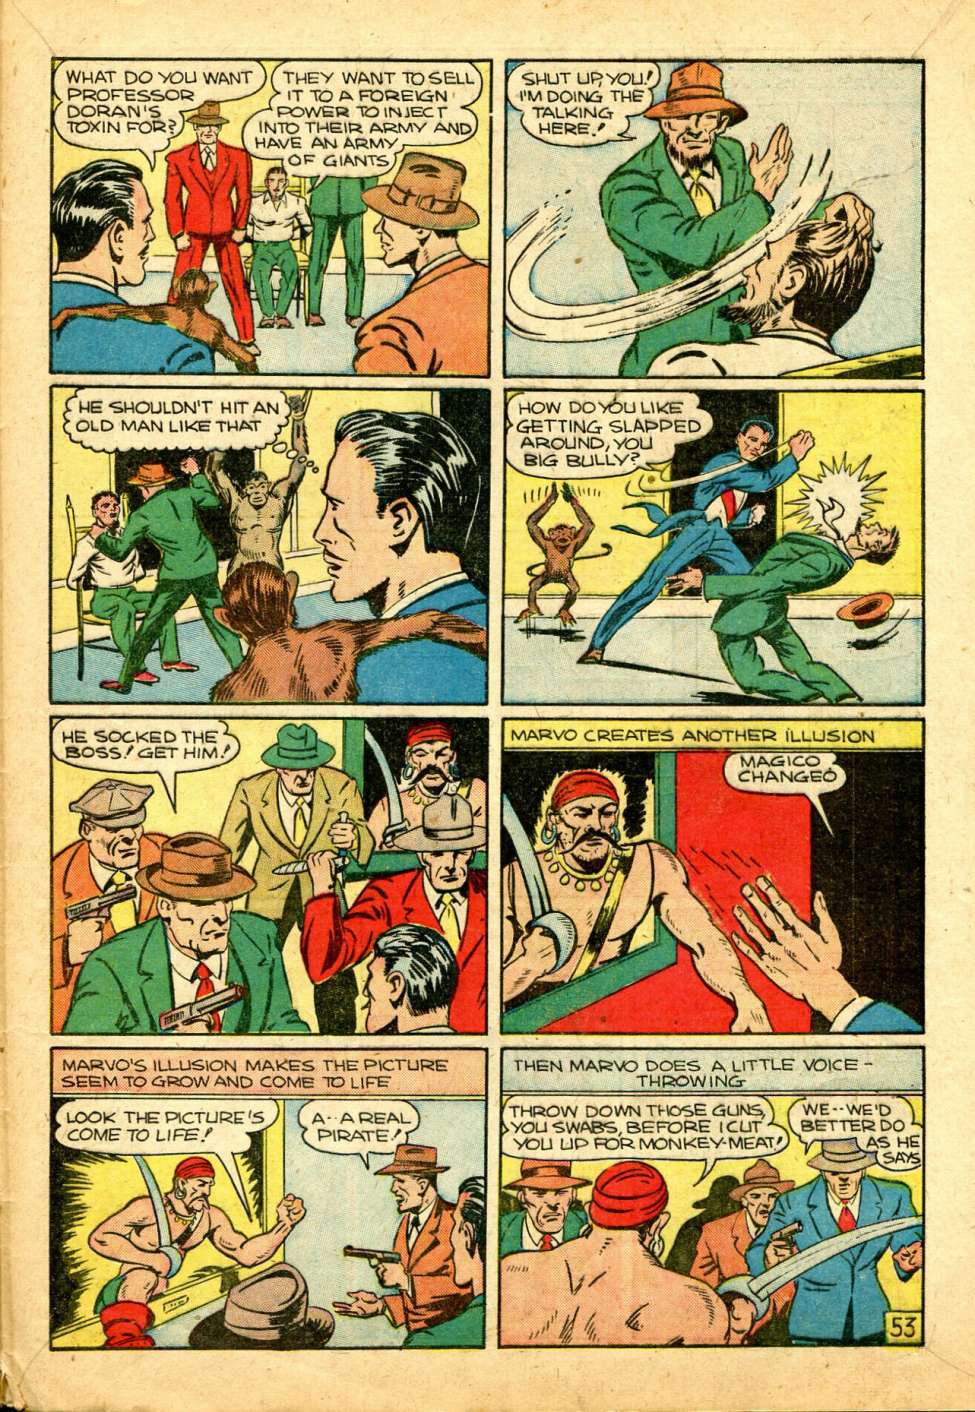 WHAT DO YOU WANT
PROFESSOR
DORAN'S
TOXIN FOR?
THEY WANT TO SELL
IT TO A FOREIGN
POWER TO INJECT
INTO THEIR ARMY AND
HAVE AN ARMY
OF GIANTS
SHUT UP, YOU!
I'M DOING THE
TALKING
HERE!
HE SHOULDN'T HIT AN
OLD MAN LIKE THAT
HOW DO YOU LIKE
GETTING SLAPPED
AROUND, YOU
BIG BULLY?
HE SOCKED THE
BOSS! GET HIM!
MARVO CREATES ANOTHER ILLUSION
MAGICO
CHANGEO
MARVO'S ILLUSION MAKES THE PICTURE
SEEM TO GROW AND COME TO LIFE
LOOK THE PICTURE'S
COME TO LIFE!
A--A REAL
PIRATE!
THEN MARVO DOES A LITTLE VOICE-
THROWING
THROW DOWN THOSE GUNS,
YOU SWABS, BEFORE I CUT
YOU UP FOR MONKEY-MEAT!
WE--WE'D
BETTER DO
AS HE
SAYS
53